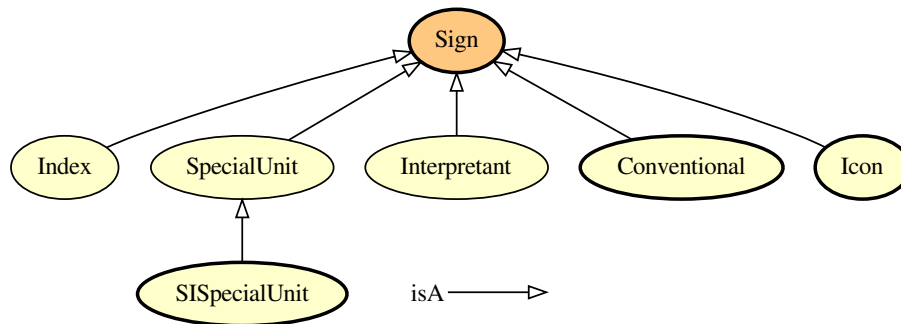 Sign
Index
SpecialUnit
Interpretant
Conventional
Icon
SISpecialUnit
isA